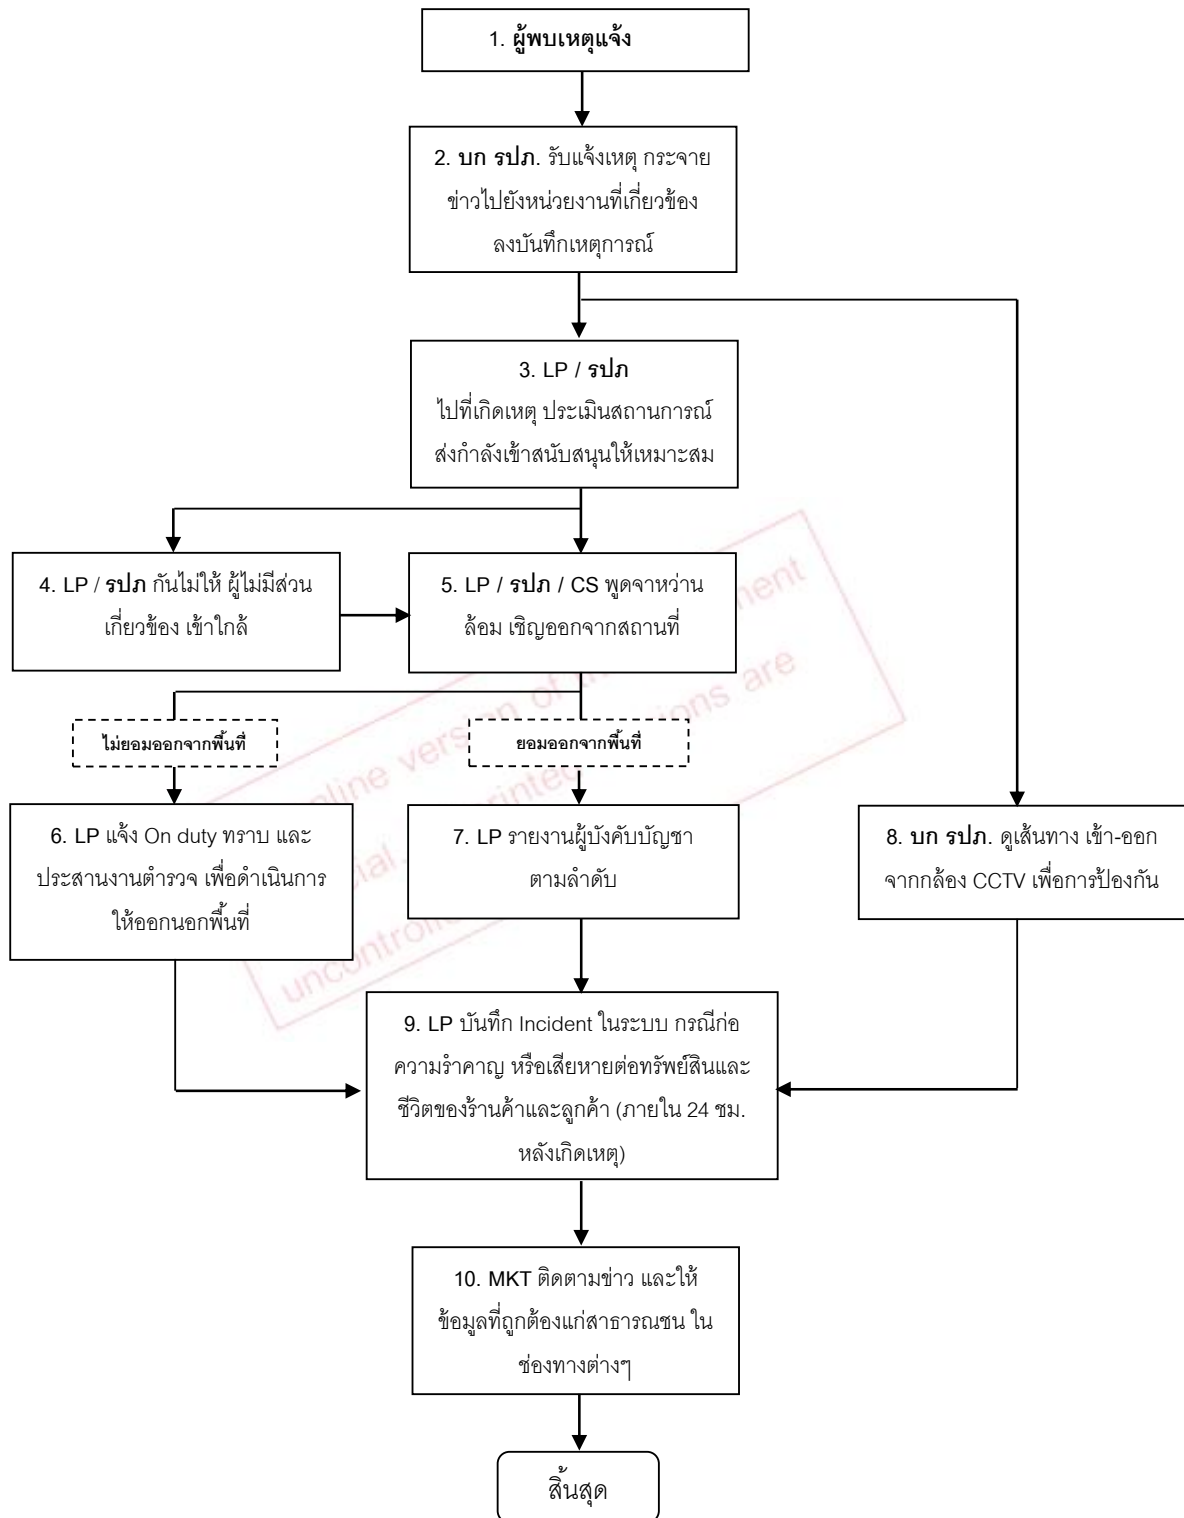 1. ผู้พบเหตุแจ้ง
2. บก รปภ. รับแจ้งเหตุ กระจาย
ข่าวไปยังหน่วยงานที่เกี่ยวข้อง
ลงบันทึกเหตุการณ์
3. LP / รปภ
ไปที่เกิดเหตุ ประเมินสถานการณ์
ส่งกำลังเข้าสนับสนุนให้เหมาะสม
4. LP / รปภ กันไม่ให้ ผู้ไม่มีส่วน
เกี่ยวข้อง เข้าใกล้
5. LP / รปภ / CS พูดจาหว่าน
ล้อม เชิญออกจากสถานที่
ไม่ยอมออกจากพื้นที่
ยอมออกจากพื้นที่
6. LP แจ้ง On duty ทราบ และ
ประสานงานตำรวจ เพื่อดำเนินการ
ให้ออกนอกพื้นที่
7. LP รายงานผู้บังคับบัญชา
ตามลำดับ
8. บก รปภ. ดูเส้นทาง เข้า-ออก
จากกล้อง CCTV เพื่อการป้องกัน
9. LP บันทึก Incident ในระบบ กรณีก่อ
ความรำคาญ หรือเสียหายต่อทรัพย์สินและ
ชีวิตของร้านค้าและลูกค้า (ภายใน 24 ชม.
หลังเกิดเหตุ)
10. MKT ติดตามข่าว และให้
ข้อมูลที่ถูกต้องแก่สาธารณชน ใน
ช่องทางต่างๆ
สิ้นสุด